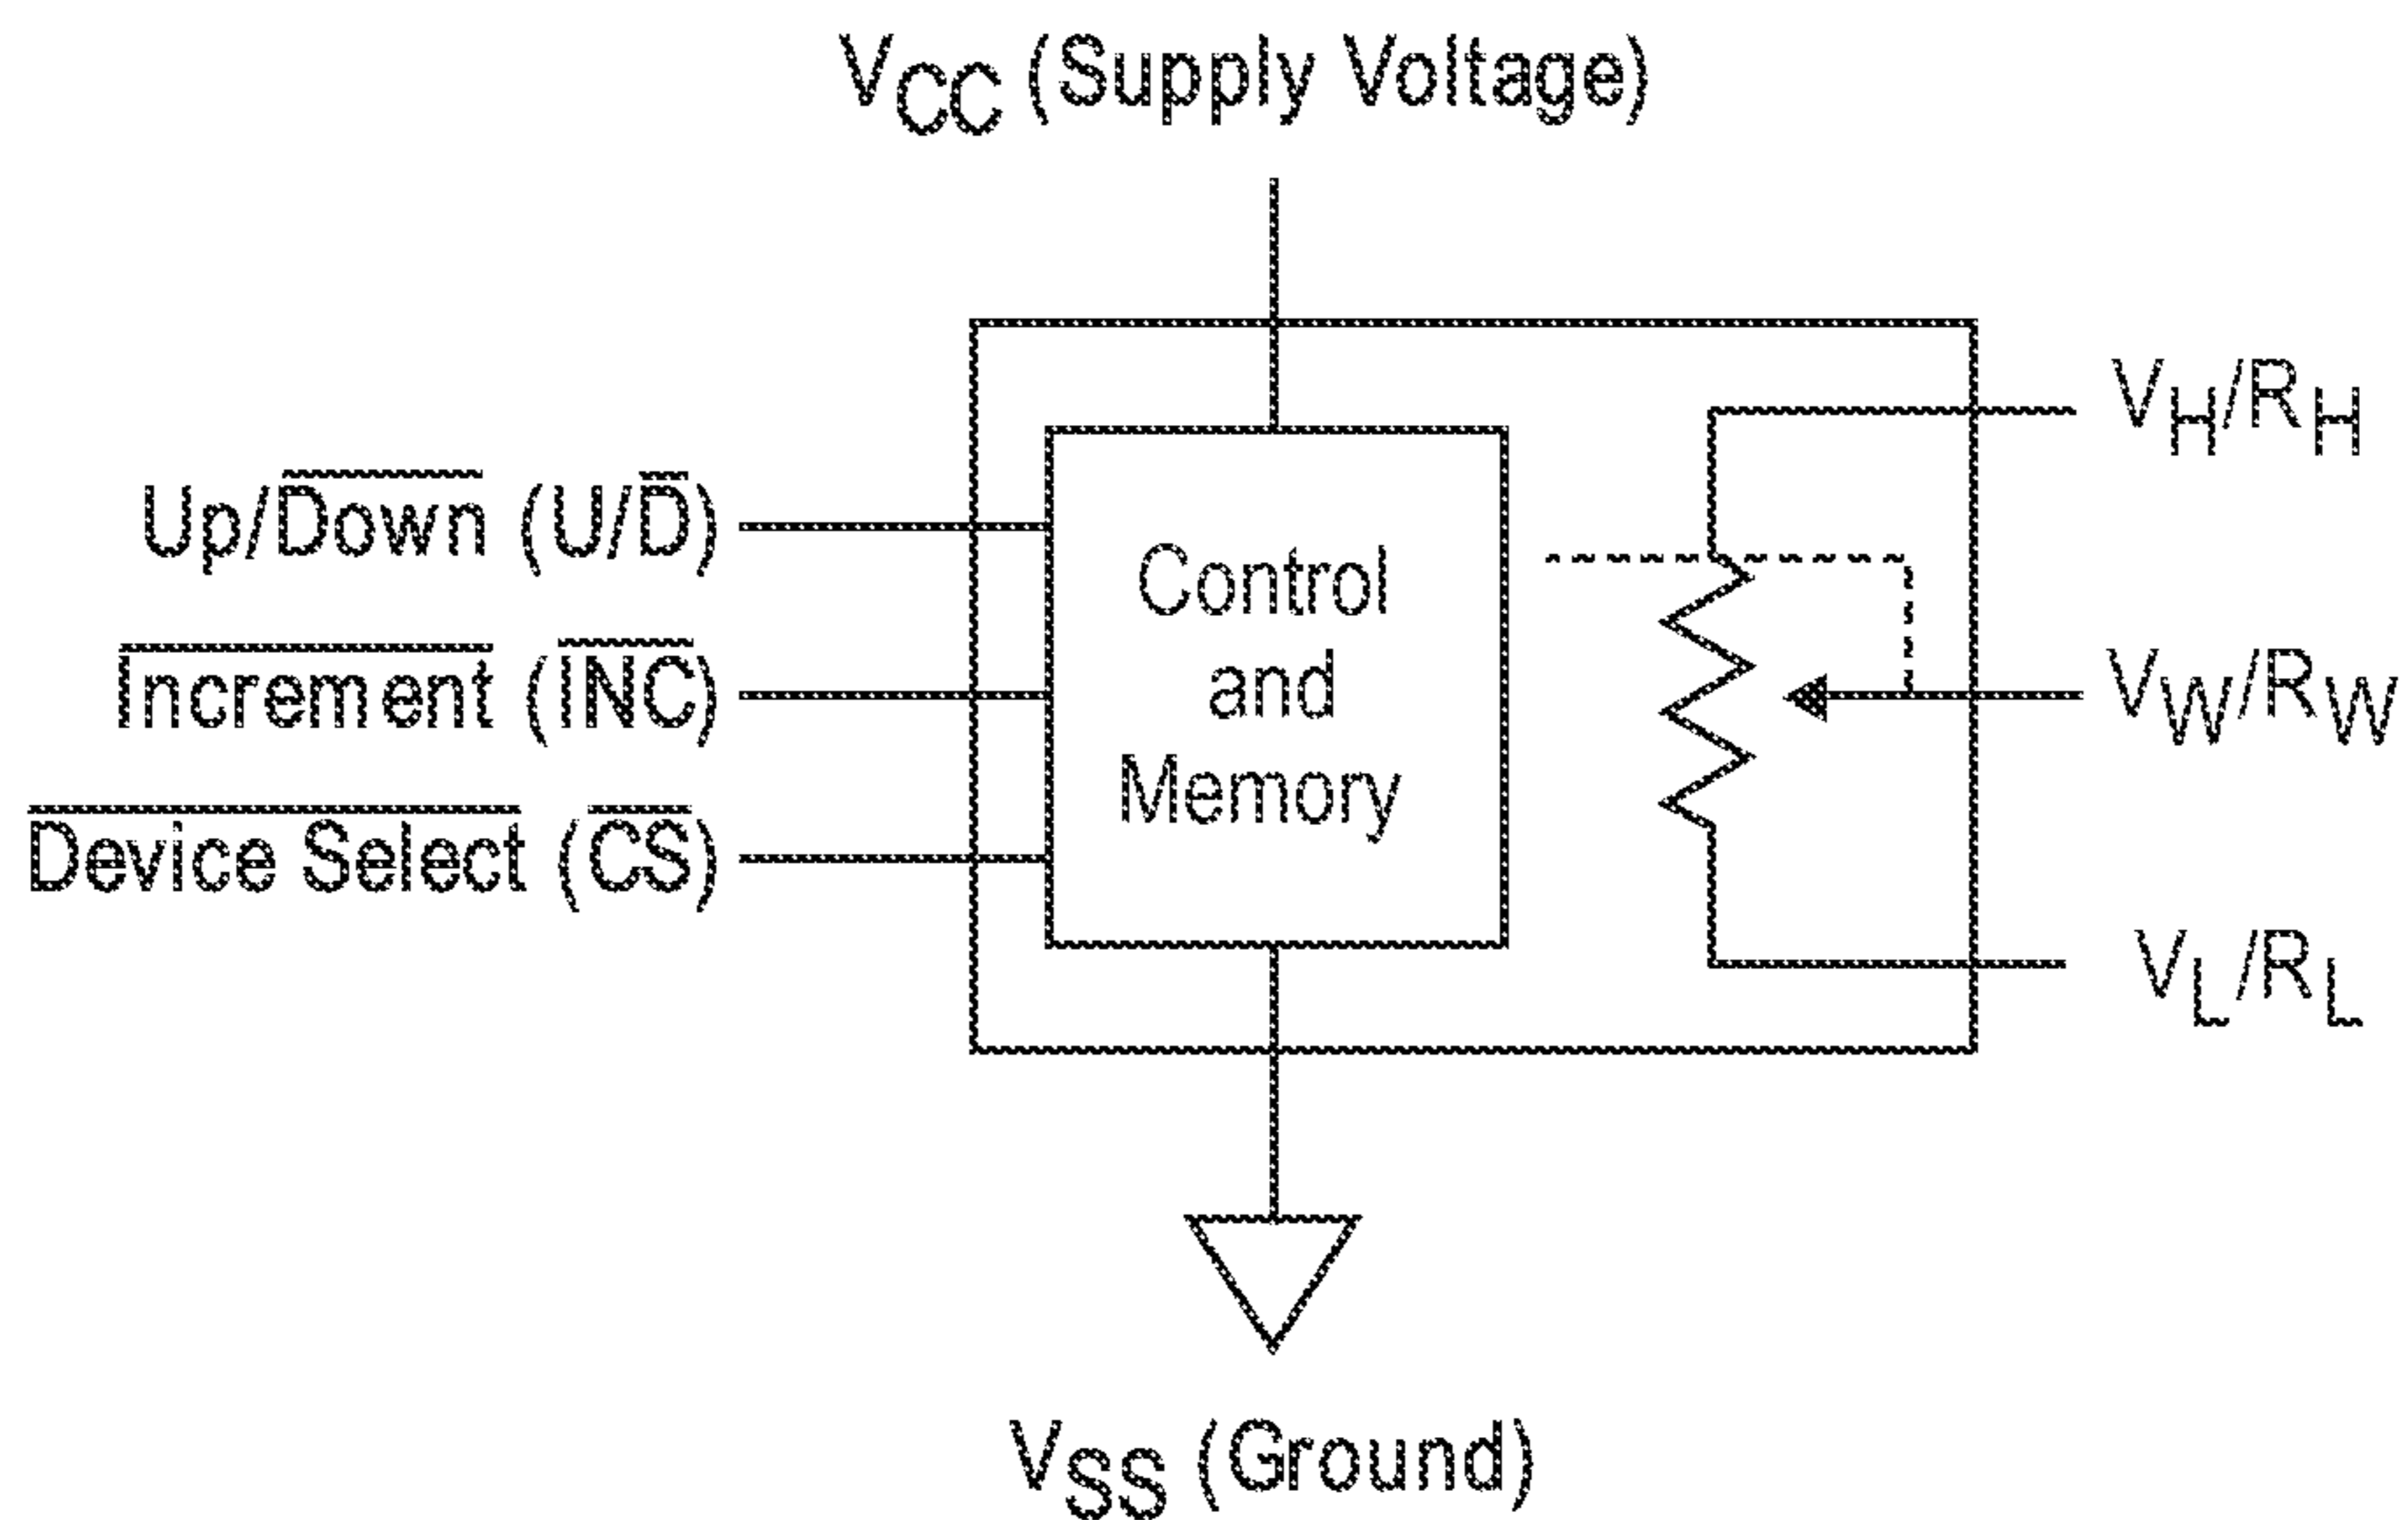 VCC (Supply Voltage)
VH/RH
Up/Down (U/D)
Control
and
Memory
Increment (INC)
VW/RW
Device Select (CS)
VL/RL
VSS (Ground)